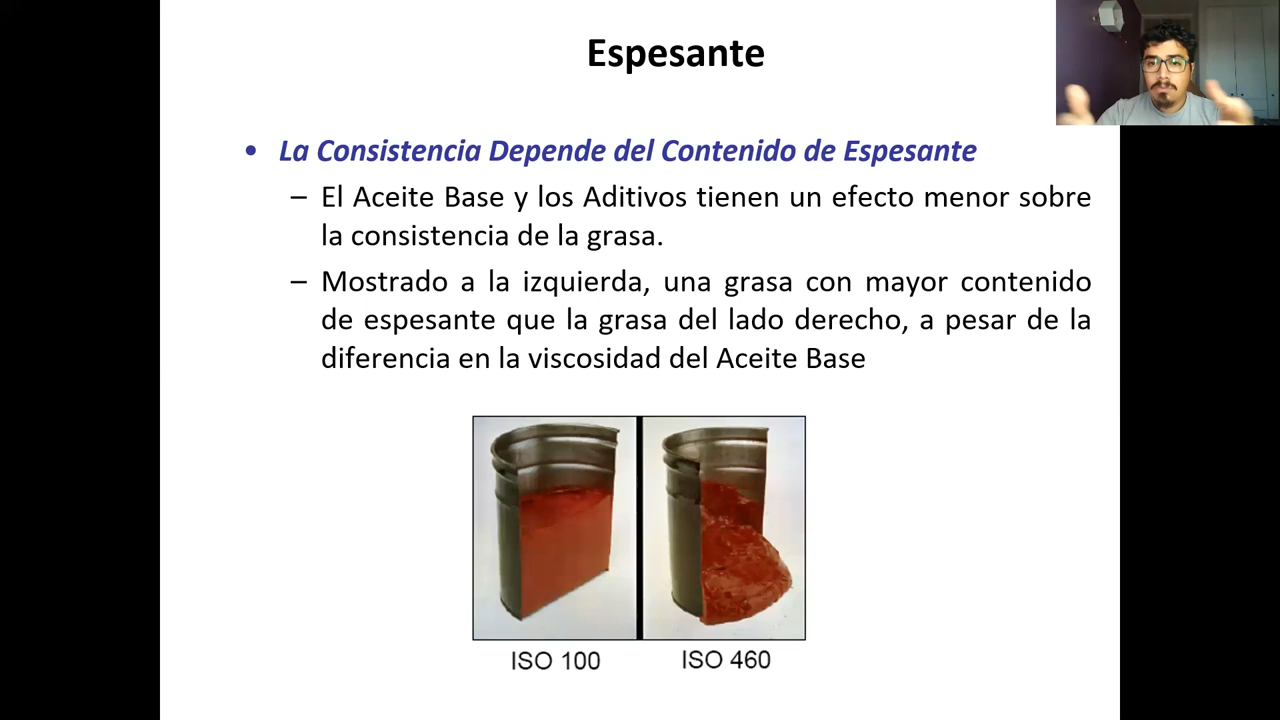 Espesante
• La Consistencia Depende del Contenido de Espesante
– El Aceite Base y los Aditivos tienen un efecto menor sobre
la consistencia de la grasa.
– Mostrado a la izquierda, una grasa con mayor contenido
de espesante que la grasa del lado derecho, a pesar de la
diferencia en la viscosidad del Aceite Base
ISO 100
ISO 460